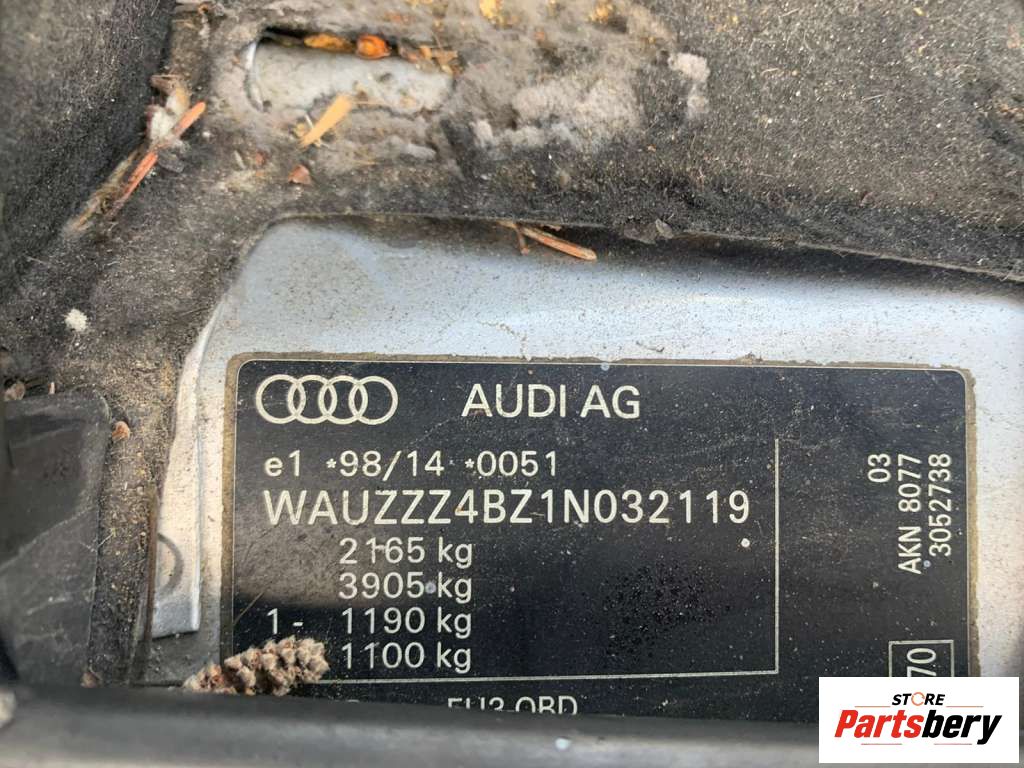 AUDI AG
e1 *98/14 *0051
WAUZZZ4BZ1N032119
2165 kg
3905 kg
1- 1190 kg
1100 kg
03
AKN 8077
3052738
70
EU3 OBD
STORE
Partsbery